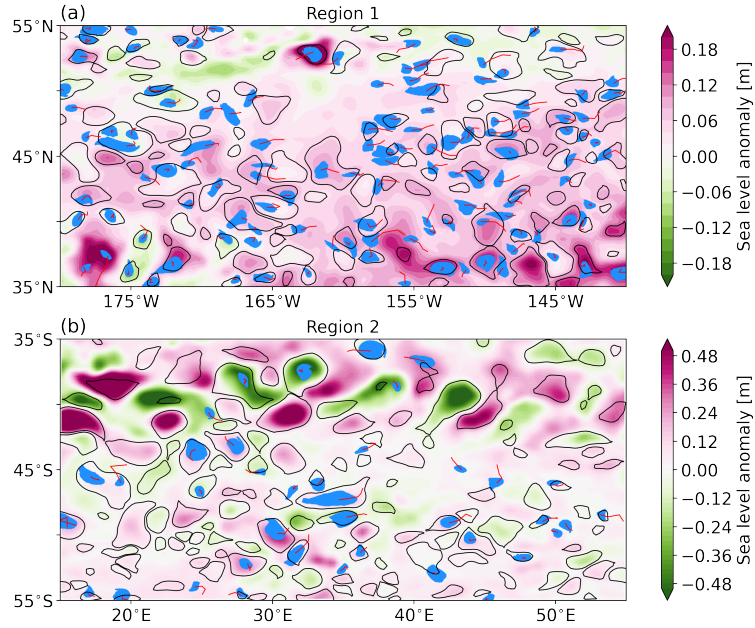 (a)
Region 1
55°N
50
45°N
40
35°N
175°W
165°W
155°W
145°W
0.18
0.12
0.06
0.00
−0.06
−0.12
−0.18
Sea level anomaly [m]
(b)
Region 2
35°S
45°S
55°S
20°E
30°E
40°E
50°E
0.48
0.36
0.24
0.12
0.00
−0.12
−0.24
−0.36
−0.48
Sea level anomaly [m]